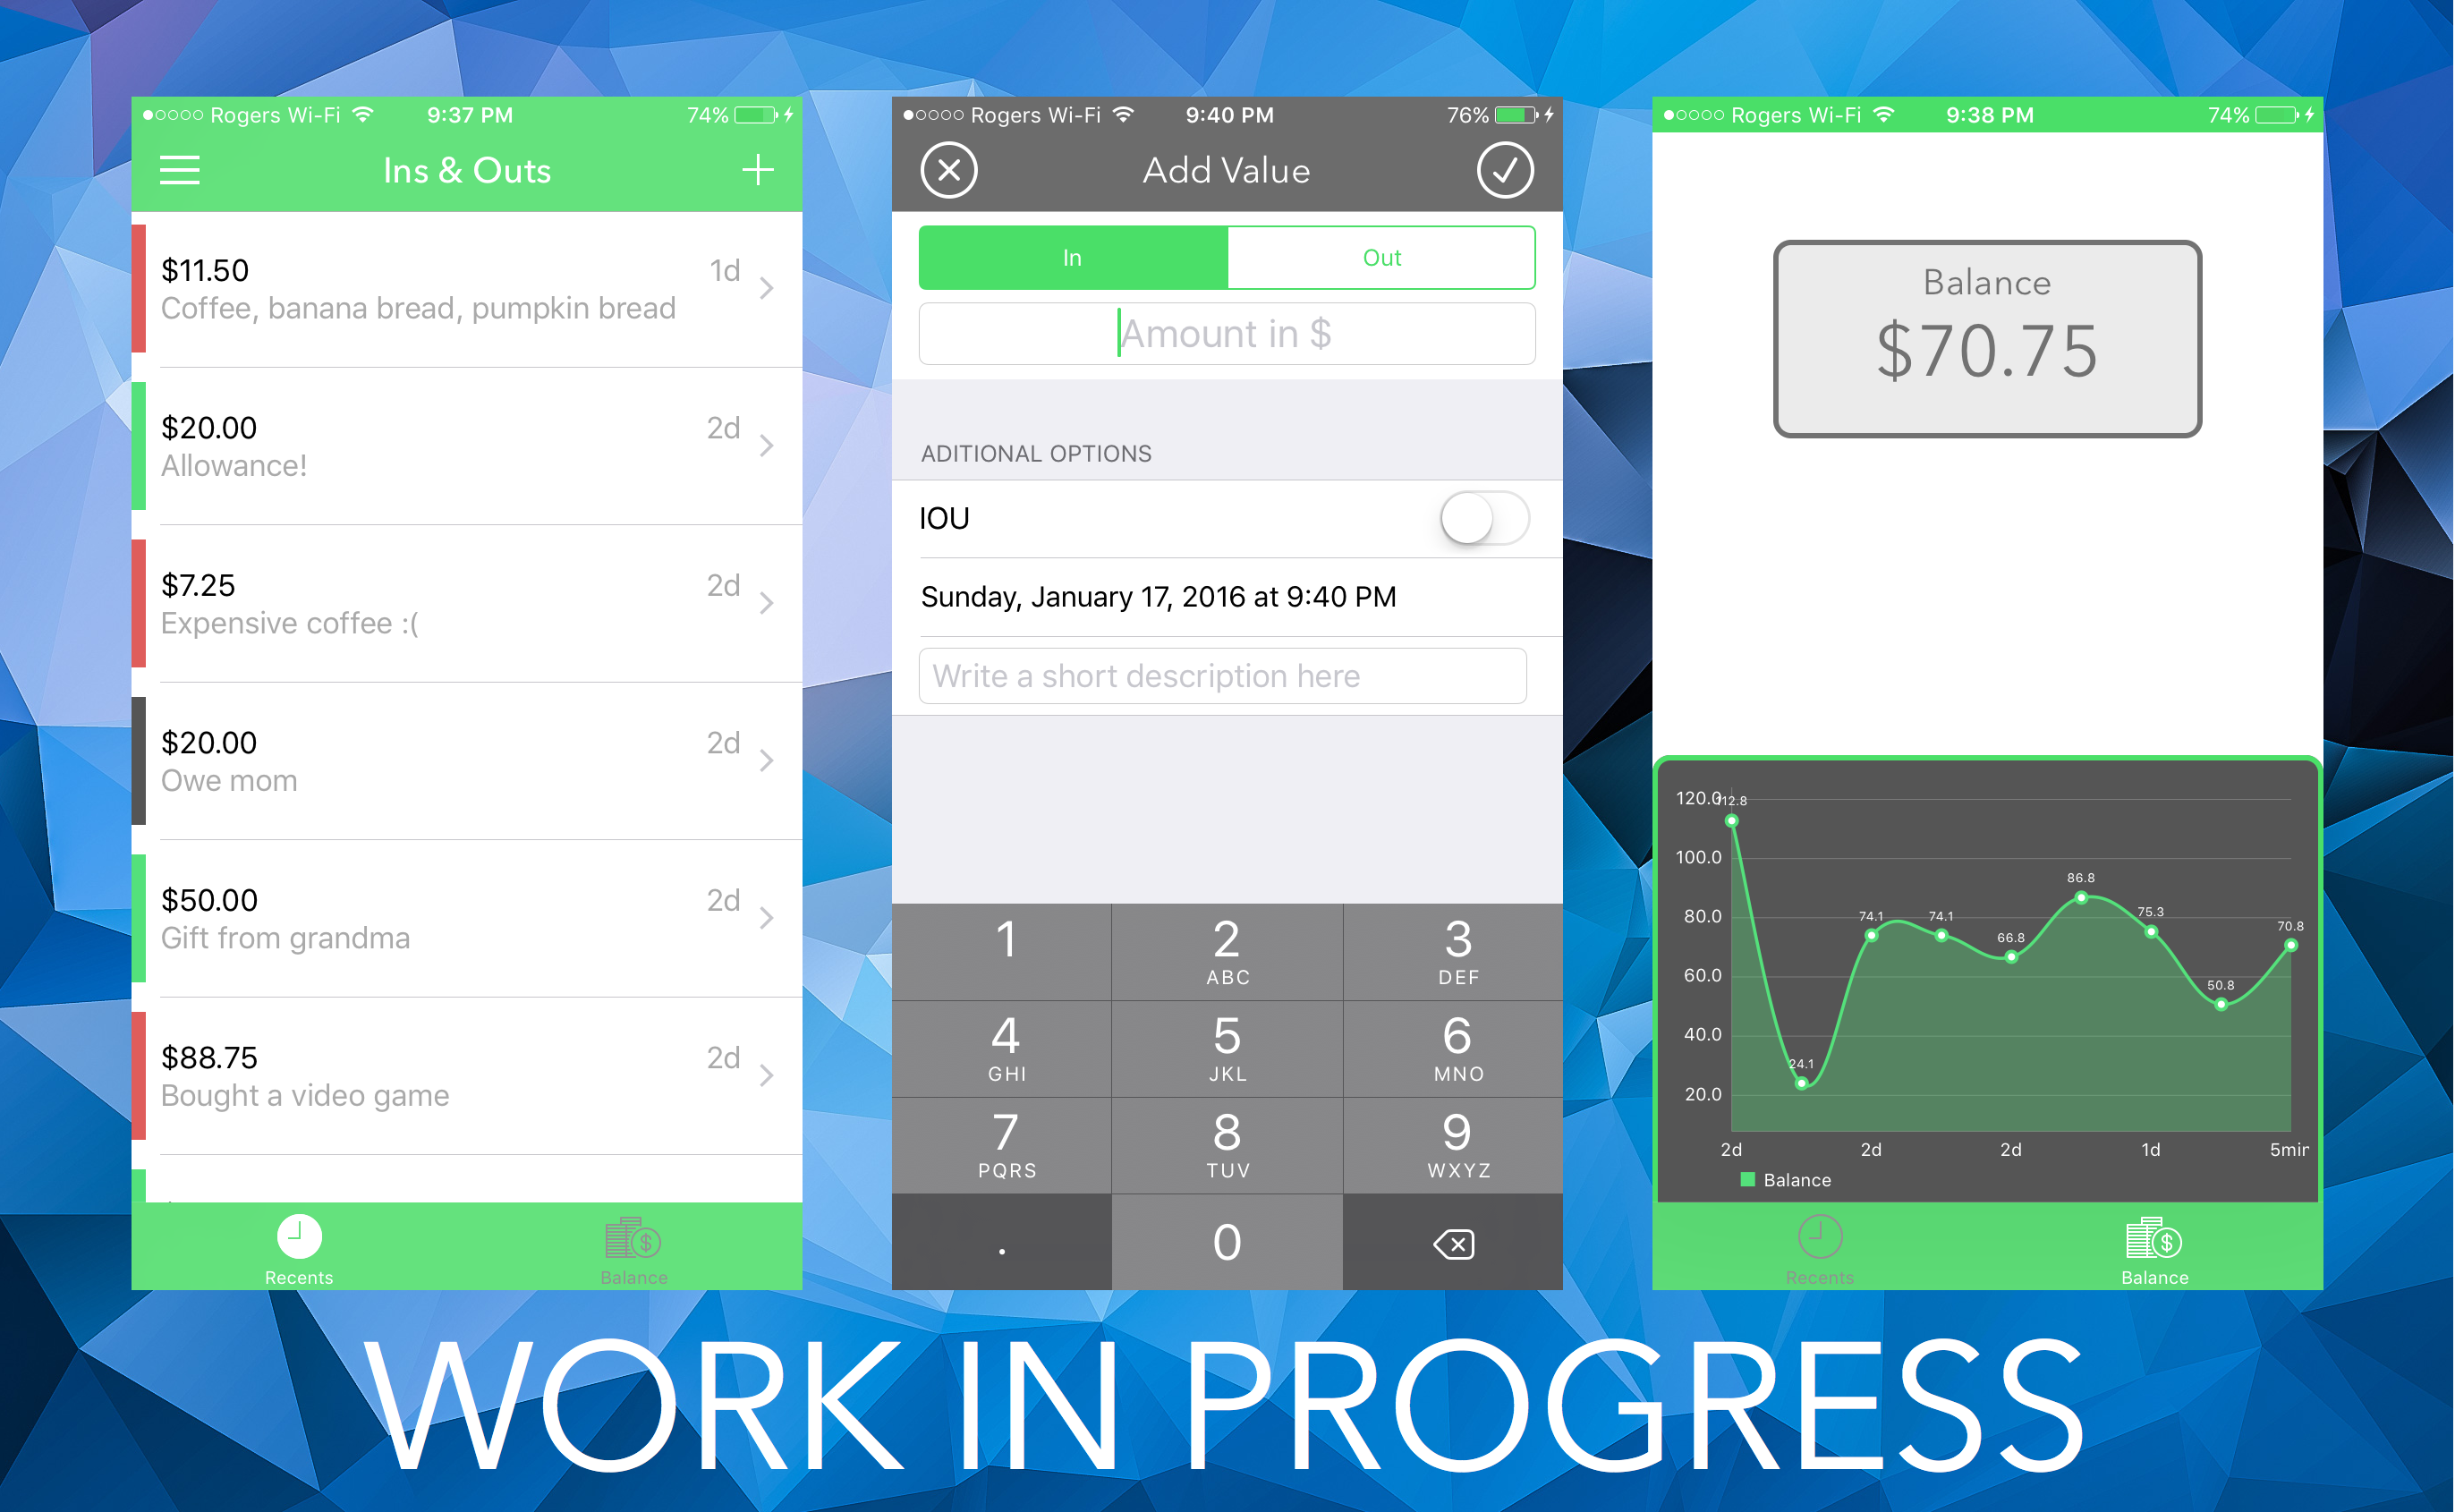 Rogers Wi-Fi 9:37 PM 74%
Ins & Outs
$11.50 1d
Coffee, banana bread, pumpkin bread
$20.00 2d
Allowance!
$7.25 2d
Expensive coffee :(
$20.00 2d
Owe mom
$50.00 2d
Gift from grandma
$88.75 2d
Bought a video game
Recents Balance
Rogers Wi-Fi 9:40 PM 76%
Add Value
In Out
Amount in $
ADITIONAL OPTIONS
IOU
Sunday, January 17, 2016 at 9:40 PM
Write a short description here
1 2 3
ABC DEF
4 5 6
GHI JKL MNO
7 8 9
PQRS TUV WXYZ
. 0
Rogers Wi-Fi 9:38 PM 74%
Balance
$70.75
120.0 112.8
100.0
86.8
80.0 74.1 74.1 75.3
70.8
66.8
60.0
50.8
40.0
24.1
20.0
2d 2d 2d 1d 5min
Balance
Recents Balance
WORK IN PROGRESS